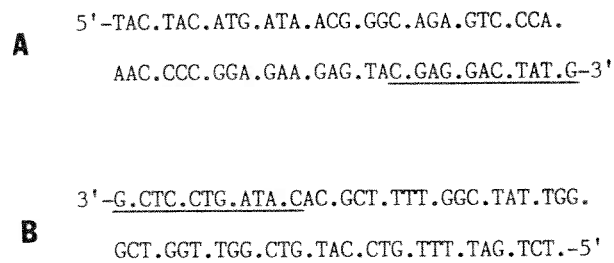 5'-TAC.TAC.ATG.ATA.ACG.GGC.AGA.GTC.CCA.
A
AAC.CCC.GGA.GAA.GAG.TAC.GAG.GAC.TAT.G-3'
3'-G.CTC.CTG.ATA.CAC.GCT.TTT.GGC.TAT.TGG.
B
GCT.GGT.TGG.CTG.TAC.CTG.TTT.TAG.TCT.-5'